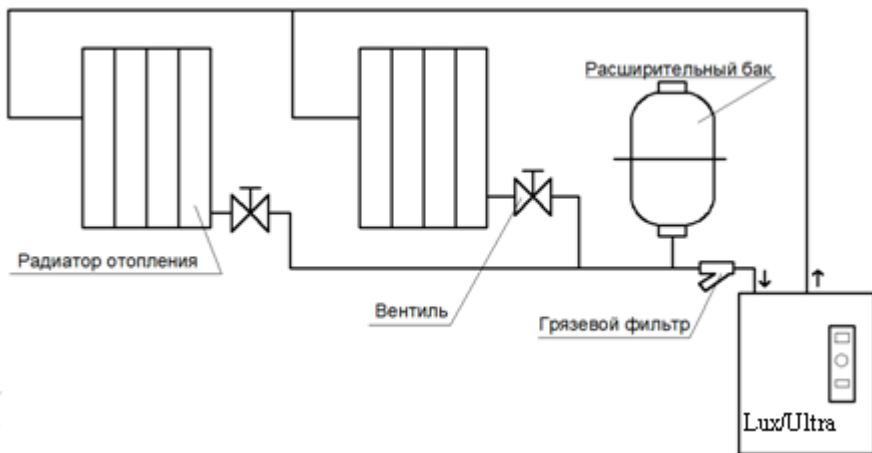 Расширительный бак
Радиатор отопления
Вентиль
Грязевой фильтр
Lux/Ultra